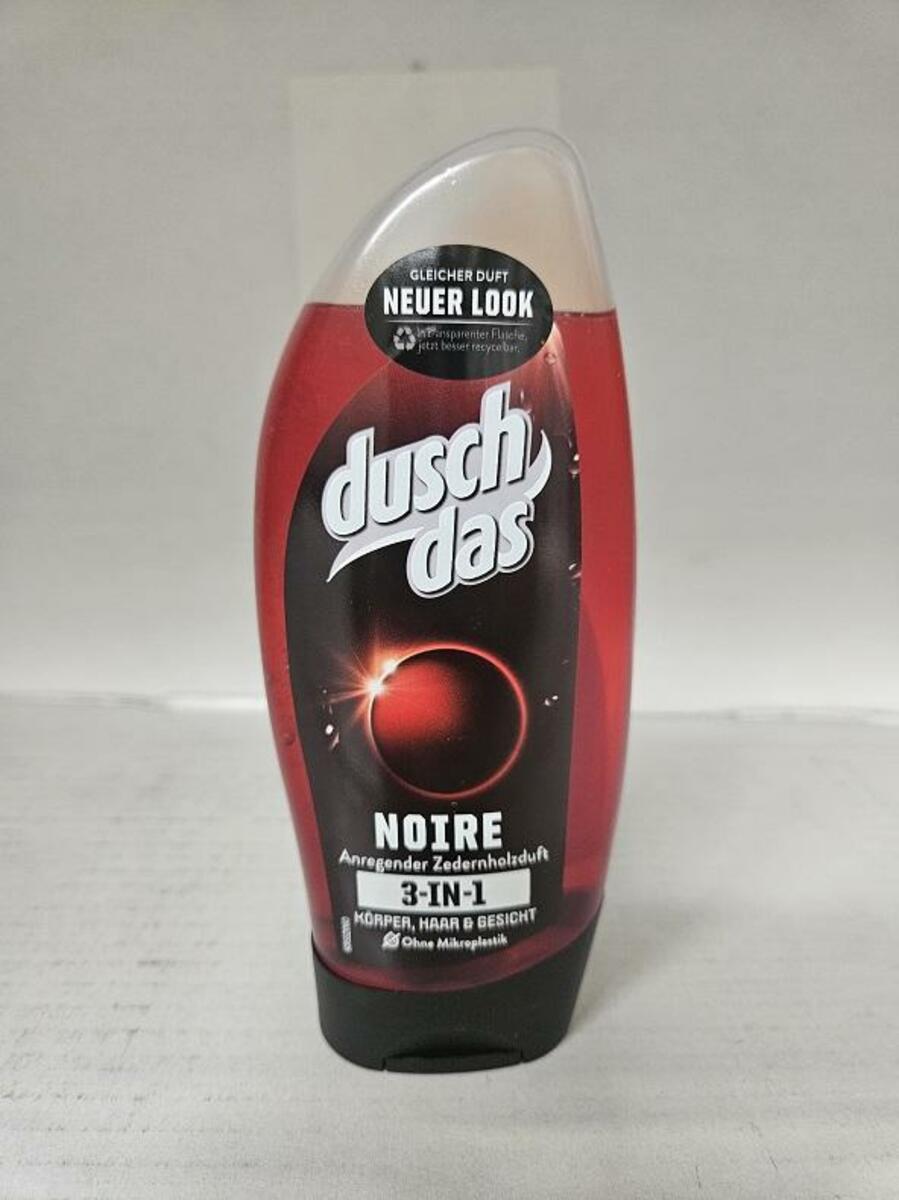 GLEICHER DUFT
NEUER LOOK
In transparenter Flasche,
jetzt besser recycelbar.
dusch
das
NOIRE
Anregender Zedernholzduft
3-IN-1
KÖRPER, HAAR & GESICHT
Ohne Mikroplastik